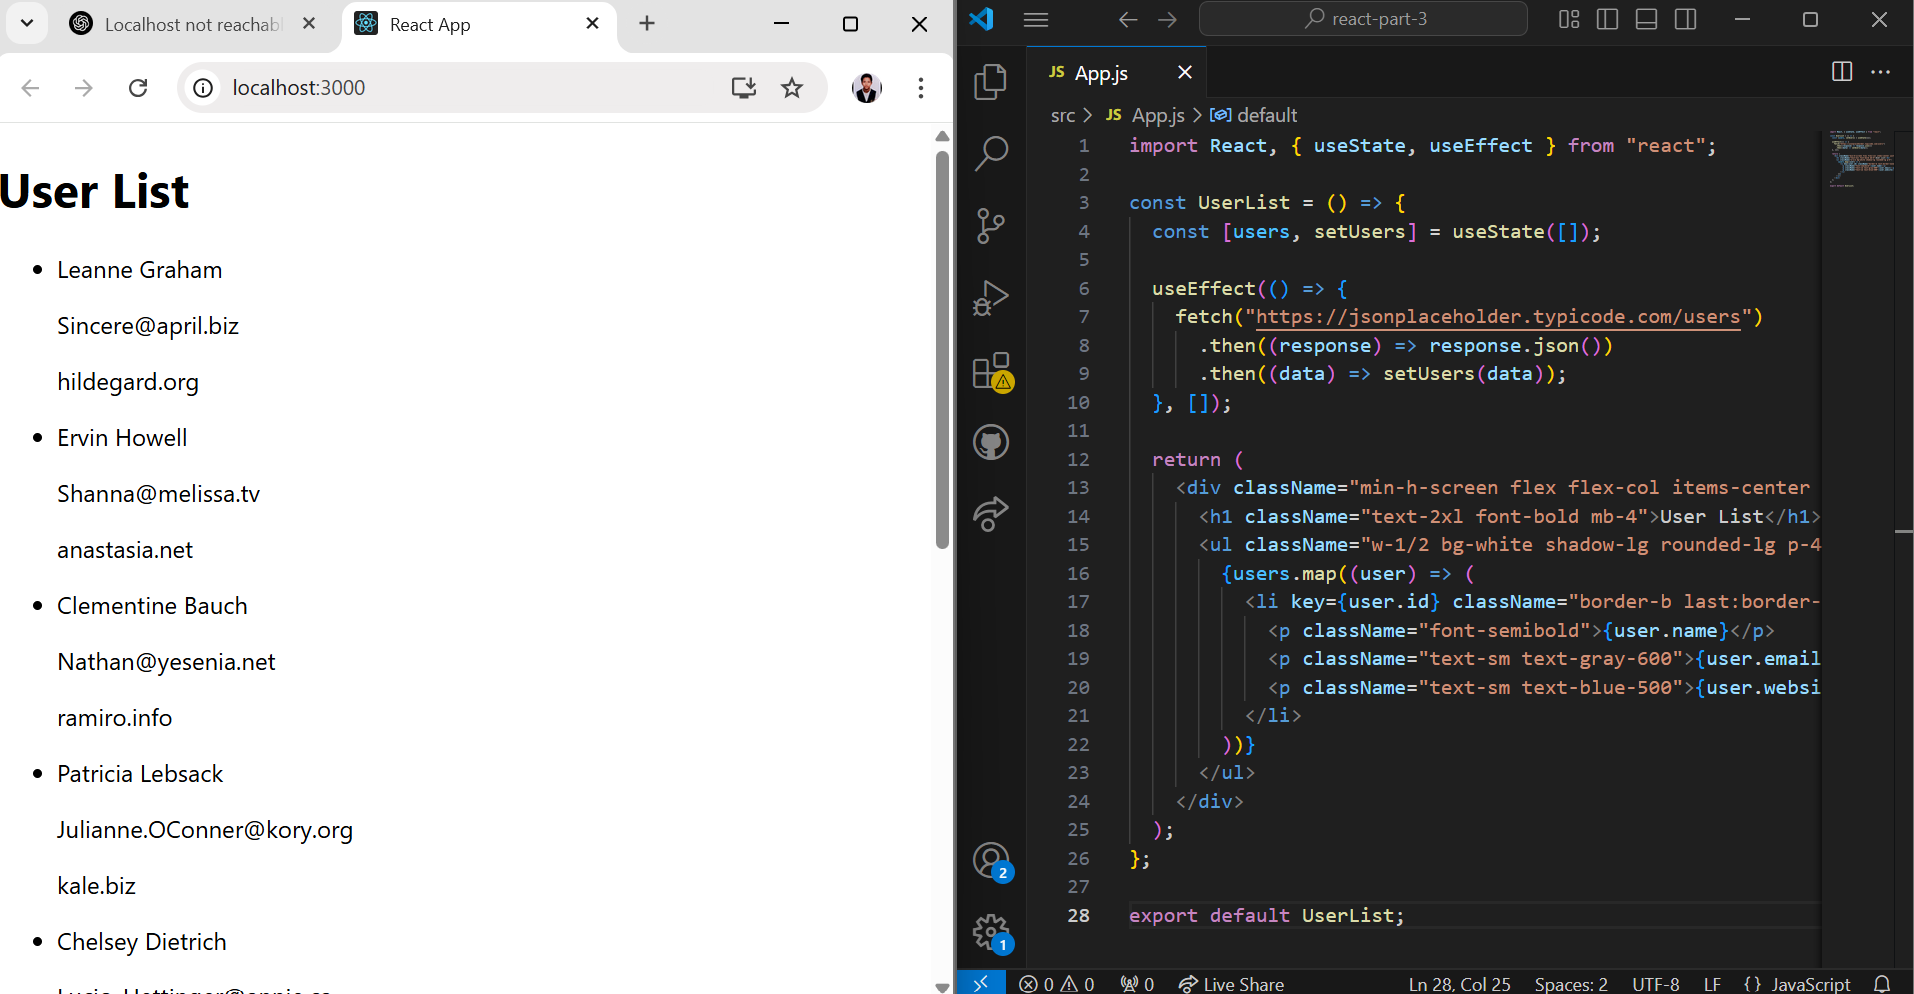 Localhost not reachabl
React App
localhost:3000
User List
Leanne Graham
Sincere@april.biz
hildegard.org
Ervin Howell
Shanna@melissa.tv
anastasia.net
Clementine Bauch
Nathan@yesenia.net
ramiro.info
Patricia Lebsack
Julianne.OConner@kory.org
kale.biz
Chelsey Dietrich
react-part-3
JS App.js
src > JS App.js > default
1 import React, { useState, useEffect } from "react";
2
3 const UserList = () => {
4 const [users, setUsers] = useState([]);
5
6 useEffect(() => {
7 fetch("https://jsonplaceholder.typicode.com/users")
8 .then((response) => response.json())
9 .then((data) => setUsers(data));
10 }, []);
11
12 return (
13 <div className="min-h-screen flex flex-col items-center
14 <h1 className="text-2xl font-bold mb-4">User List</h1>
15 <ul className="w-1/2 bg-white shadow-lg rounded-lg p-4
16 {users.map((user) => (
17 <li key={user.id} className="border-b last:border-
18 <p className="font-semibold">{user.name}</p>
19 <p className="text-sm text-gray-600">{user.email
20 <p className="text-sm text-blue-500">{user.websi
21 </li>
22 ))}
23 </ul>
24 </div>
25 );
26 };
27
28 export default UserList;
2
1
0 0 0 Live Share Ln 28, Col 25 Spaces: 2 UTF-8 LF {} JavaScript